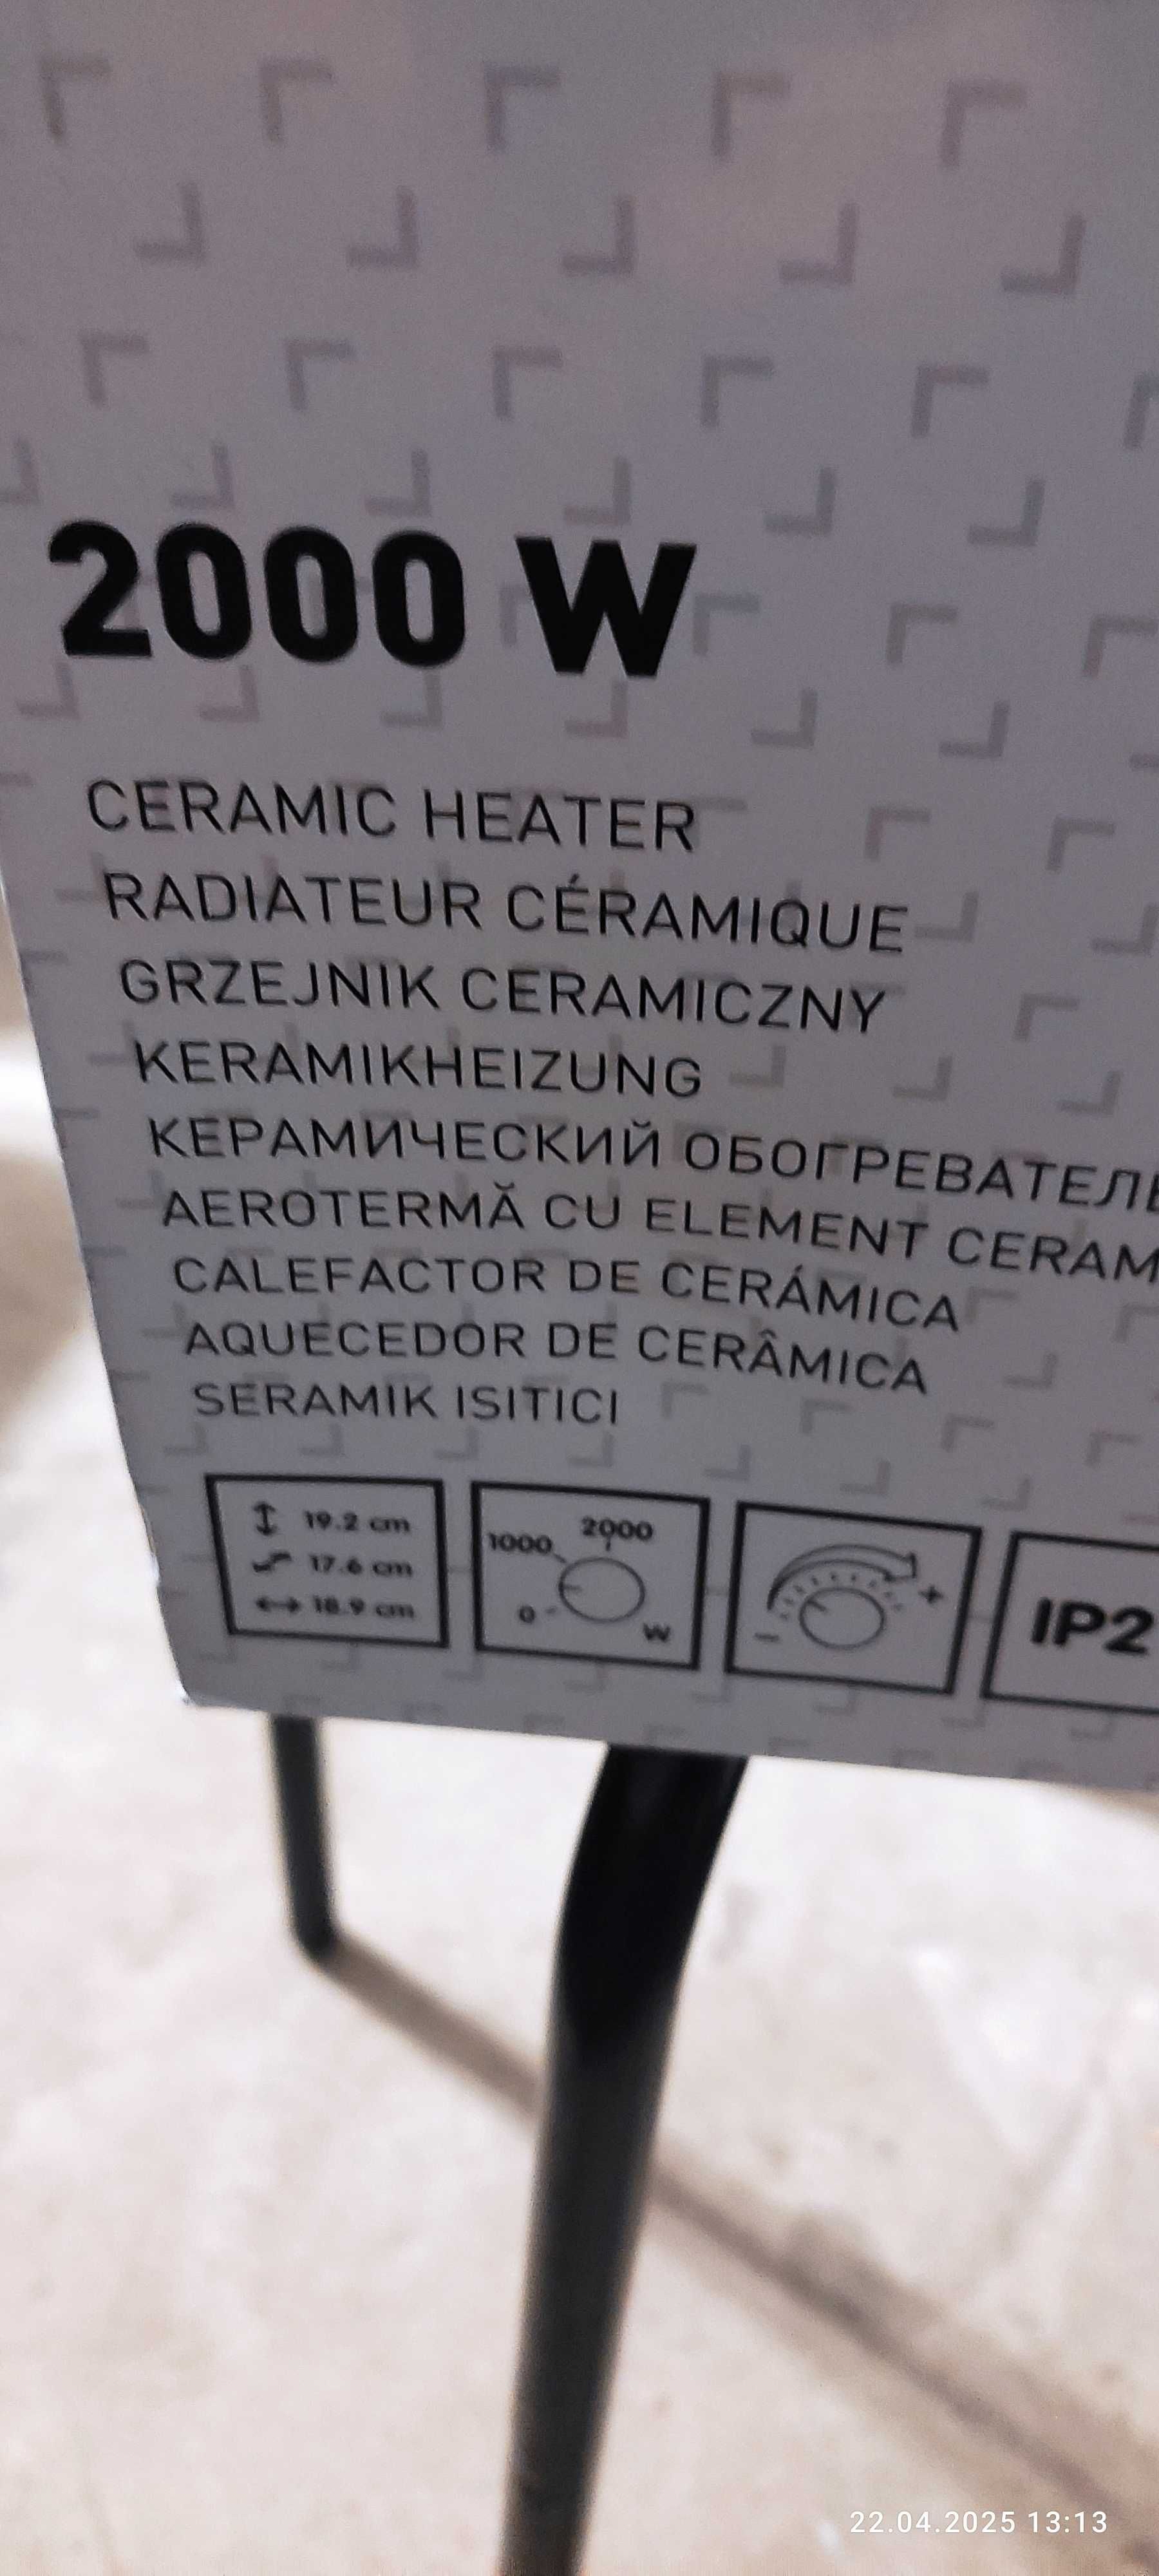 2000 W
CERAMIC HEATER
RADIATEUR CÉRAMIQUE
GRZEJNIK CERAMICZNY
KERAMIKHEIZUNG
КЕРАМИЧЕСКИЙ ОБОГРЕВАТЕЛ
AEROTERMĂ CU ELEMENT CERAM
CALEFACTOR DE CERÁMICA
AQUECEDOR DE CERÂMICA
SERAMIK ISITICI
19.2 cm
17.6 cm
18.9 cm
1000 2000
0 W
- +
IP2
22.04.2025 13:13